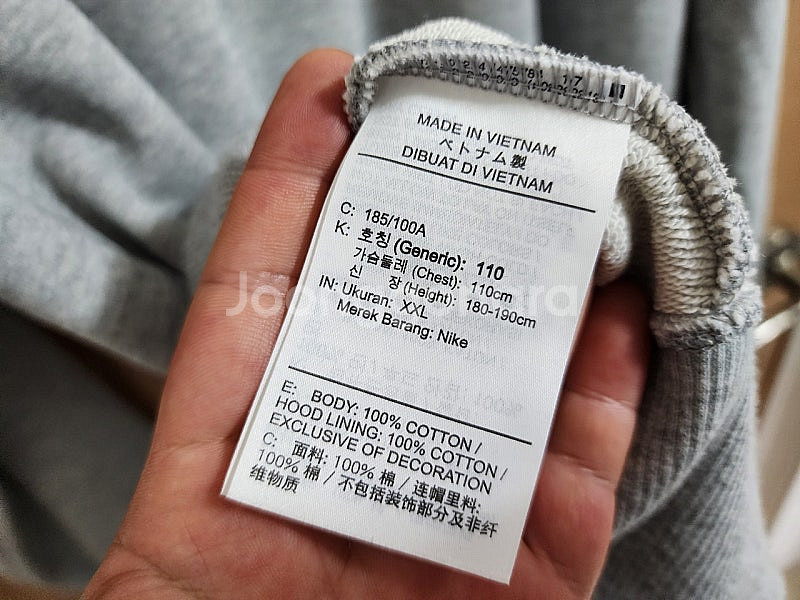 MADE IN VIETNAM
ベトナム製
DIBUAT DI VIETNAM
C: 185/100A
K: 호칭 (Generic): 110
가슴둘레 (Chest): 110cm
신 장 (Height): 180-190cm
IN: Ukuran: XXL
Merek Barang: Nike
E: BODY: 100% COTTON /
HOOD LINING: 100% COTTON /
EXCLUSIVE OF DECORATION
C: 面料: 100% 棉 / 连帽里料:
100% 棉 / 不包括装饰部分及非纤
维物质